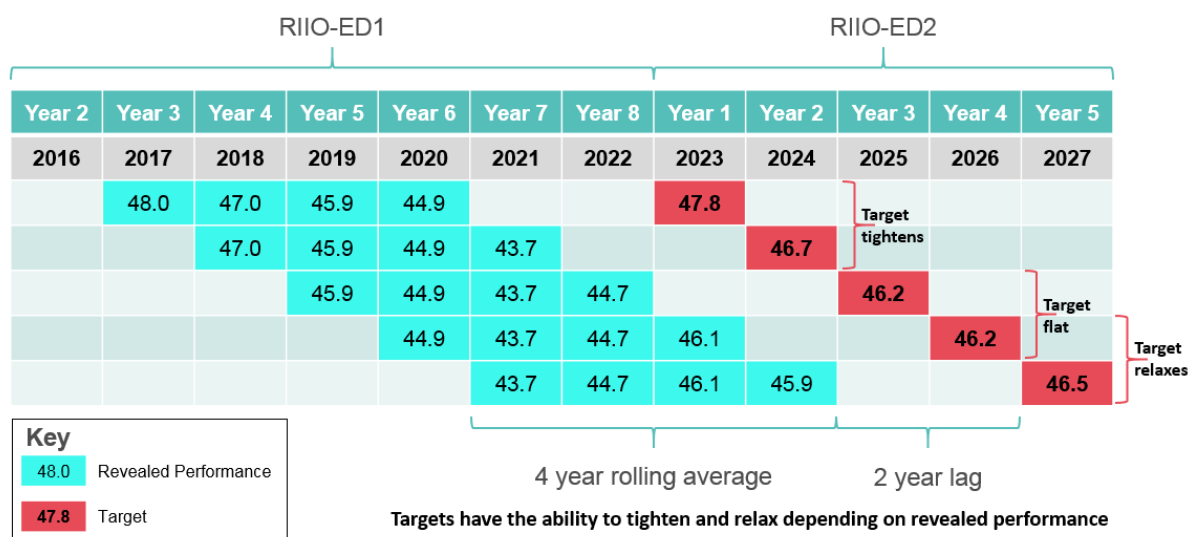 RIIO-ED1 RIIO-ED2
Year 2 Year 3 Year 4 Year 5 Year 6 Year 7 Year 8 Year 1 Year 2 Year 3 Year 4 Year 5
2016 2017 2018 2019 2020 2021 2022 2023 2024 2025 2026 2027
48.0 47.0 45.9 44.9 47.8
Target
tightens
47.0 45.9 44.9 43.7 46.7
45.9 44.9 43.7 44.7 46.2
Target
flat
44.9 43.7 44.7 46.1 46.2
Target
relaxes
43.7 44.7 46.1 45.9 46.5
Key
48.0 Revealed Performance
47.8 Target
4 year rolling average 2 year lag
Targets have the ability to tighten and relax depending on revealed performance